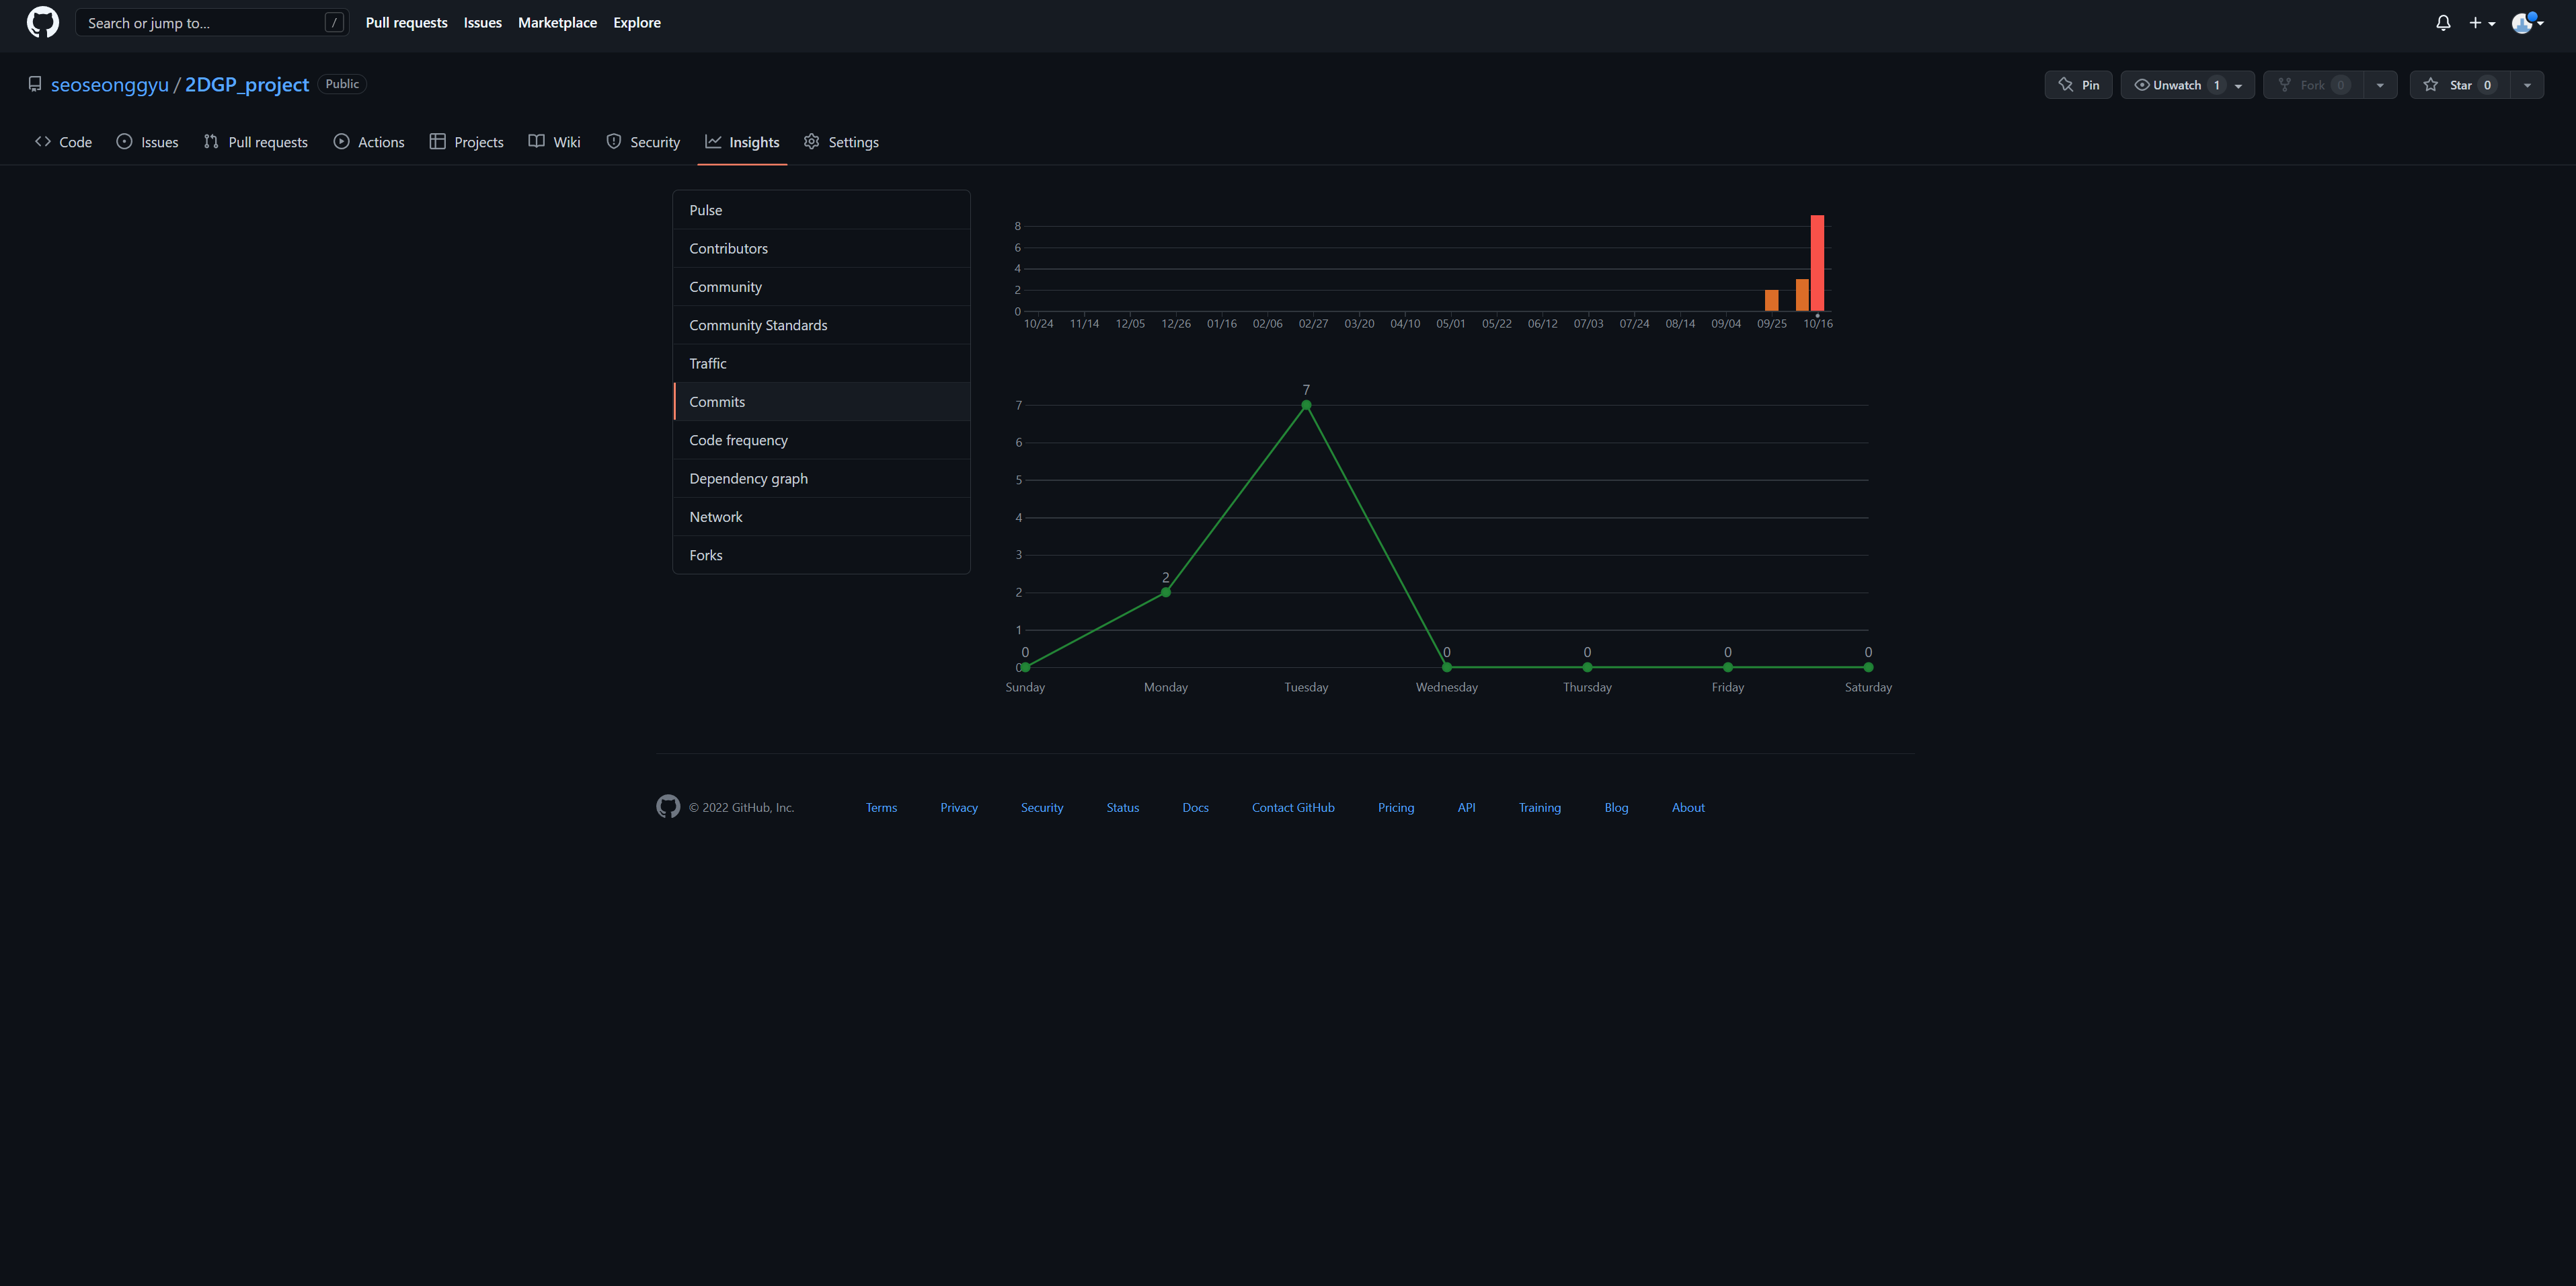 Search or jump to... / Pull requests Issues Marketplace Explore
seoseonggyu / 2DGP_project Public Pin Unwatch 1 Fork 0 Star 0
Code Issues Pull requests Actions Projects Wiki Security Insights Settings
Pulse
Contributors
Community
Community Standards
Traffic
Commits
Code frequency
Dependency graph
Network
Forks
8
6
4
2
0
10/24 11/14 12/05 12/26 01/16 02/06 02/27 03/20 04/10 05/01 05/22 06/12 07/03 07/24 08/14 09/04 09/25 10/16
7
7
6
5
4
3
2
2
1
0 0 0 0 0
0
Sunday Monday Tuesday Wednesday Thursday Friday Saturday
© 2022 GitHub, Inc. Terms Privacy Security Status Docs Contact GitHub Pricing API Training Blog About